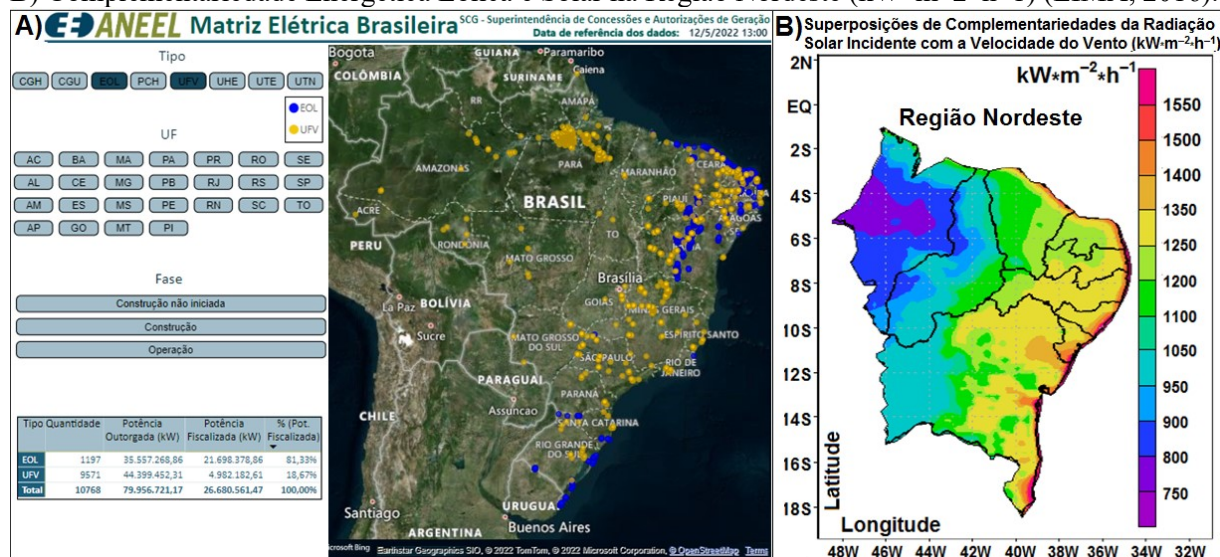 B) Complementariedade Energética Eólica e Solar na Região Nordeste (kW*m−2*h−1) (LIMA, 2016).
A) ANEEL Matriz Elétrica Brasileira SCG - Superintendência de Concessões e Autorizações de Geração
Data de referência dos dados: 12/5/2022 13:00
Tipo
CGH CGU EOL PCH UFV UHE UTE UTN
EOL
UFV
UF
AC BA MA PA PR RO SE
AL CE MG PB RJ RS SP
AM ES MS PE RN SC TO
AP GO MT PI
Fase
Construção não iniciada
Construção
Operação
Tipo Quantidade Potência Outorgada (kW) Potência Fiscalizada (kW) % (Pot. Fiscalizada)
EOL 1197 35.557.268,86 21.698.378,86 81,33%
UFV 9571 44.399.452,31 4.982.182,61 18,67%
Total 10768 79.956.721,17 26.680.561,47 100,00%
Bogota
GUIANA
Paramaribo
COLÔMBIA
SURINAME
Caiena
RR
AMAPÁ
AMAZONAS
PARÁ
MARANHÃO
CEARÁ
BRASIL
PIAUÍ
ALAGOAS
SE
ACRE
PERU
RONDÔNIA
TO
MATO GROSSO
Brasília
La Paz
BOLÍVIA
GOIÁS
MINAS GERAIS
Sucre
MATO GROSSO
DO SUL
ESPÍRITO SANTO
SÃO PAULO
RIO DE
JANEIRO
PARAGUAI
PARANÁ
CHILE
Assuncao
SANTA CATARINA
RIO GRANDE
DO SUL
Santiago
URUGUAI
Buenos Aires
ARGENTINA
crosoft Bing Earthstar Geographics SIO, © 2022 TomTom, © 2022 Microsoft Corporation, © OpenStreetMap Terms
B) Superposições de Complementariedades da Radiação
Solar Incidente com a Velocidade do Vento (kW*m−2*h−1)
kW*m−2*h−1
Região Nordeste
2N
EQ
2S
4S
6S
8S
10S
12S
14S
16S
18S
1550
1500
1400
1350
1250
1200
1100
1050
950
900
800
750
Latitude
Longitude
48W 46W 44W 42W 40W 38W 36W 34W 32W